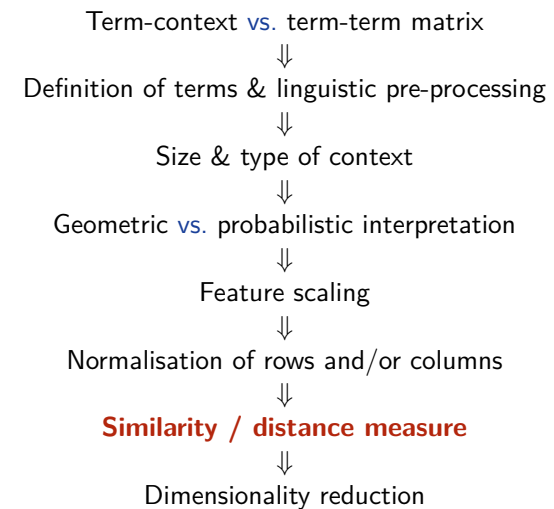 Term-context vs. term-term matrix
⇓
Definition of terms & linguistic pre-processing
⇓
Size & type of context
⇓
Geometric vs. probabilistic interpretation
⇓
Feature scaling
⇓
Normalisation of rows and/or columns
⇓
Similarity / distance measure
⇓
Dimensionality reduction